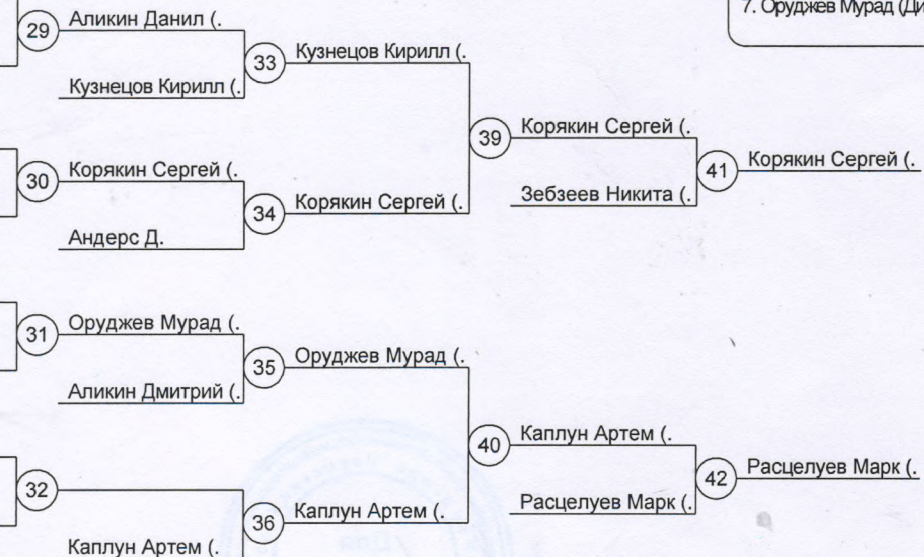 7. Оруджев Мурад (Ди
29
Аликин Данил (.
Кузнецов Кирилл (.
33
Кузнецов Кирилл (.
30
Корякин Сергей (.
Андерс Д.
34
Корякин Сергей (.
39
Корякин Сергей (.
Зебзеев Никита (.
41
Корякин Сергей (.
31
Оруджев Мурад (.
Аликин Дмитрий (.
35
Оруджев Мурад (.
32
Каплун Артем (.
36
Каплун Артем (.
40
Каплун Артем (.
Расцелуев Марк (.
42
Расцелуев Марк (.